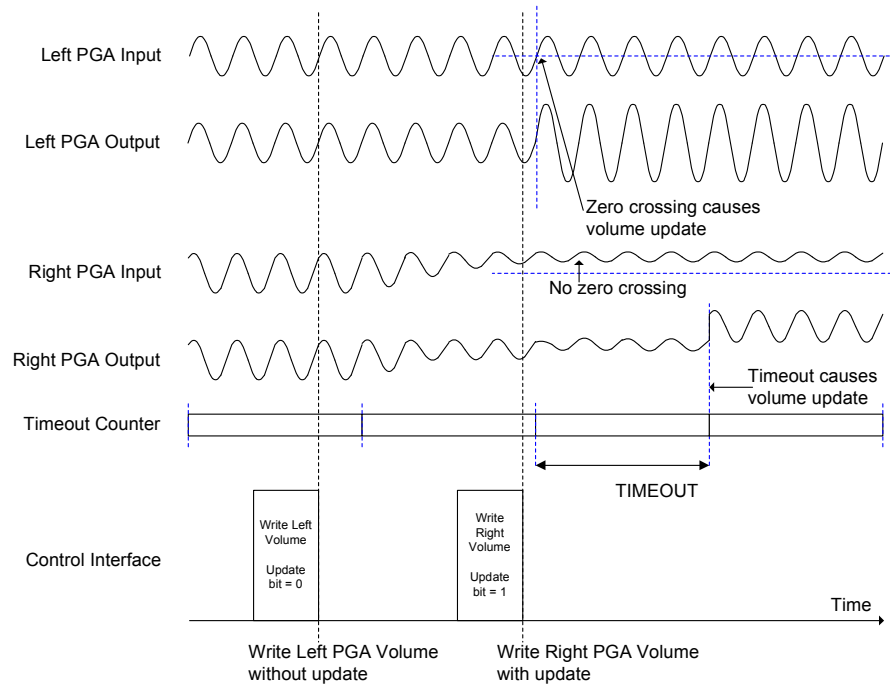 Left PGA Input
Left PGA Output
Zero crossing causes
volume update
Right PGA Input
No zero crossing
Right PGA Output
Timeout causes
volume update
Timeout Counter
TIMEOUT
Write Left
Volume
Update
bit = 0
Write
Right
Volume
Update
bit = 1
Control Interface
Time
Write Left PGA Volume
without update
Write Right PGA Volume
with update